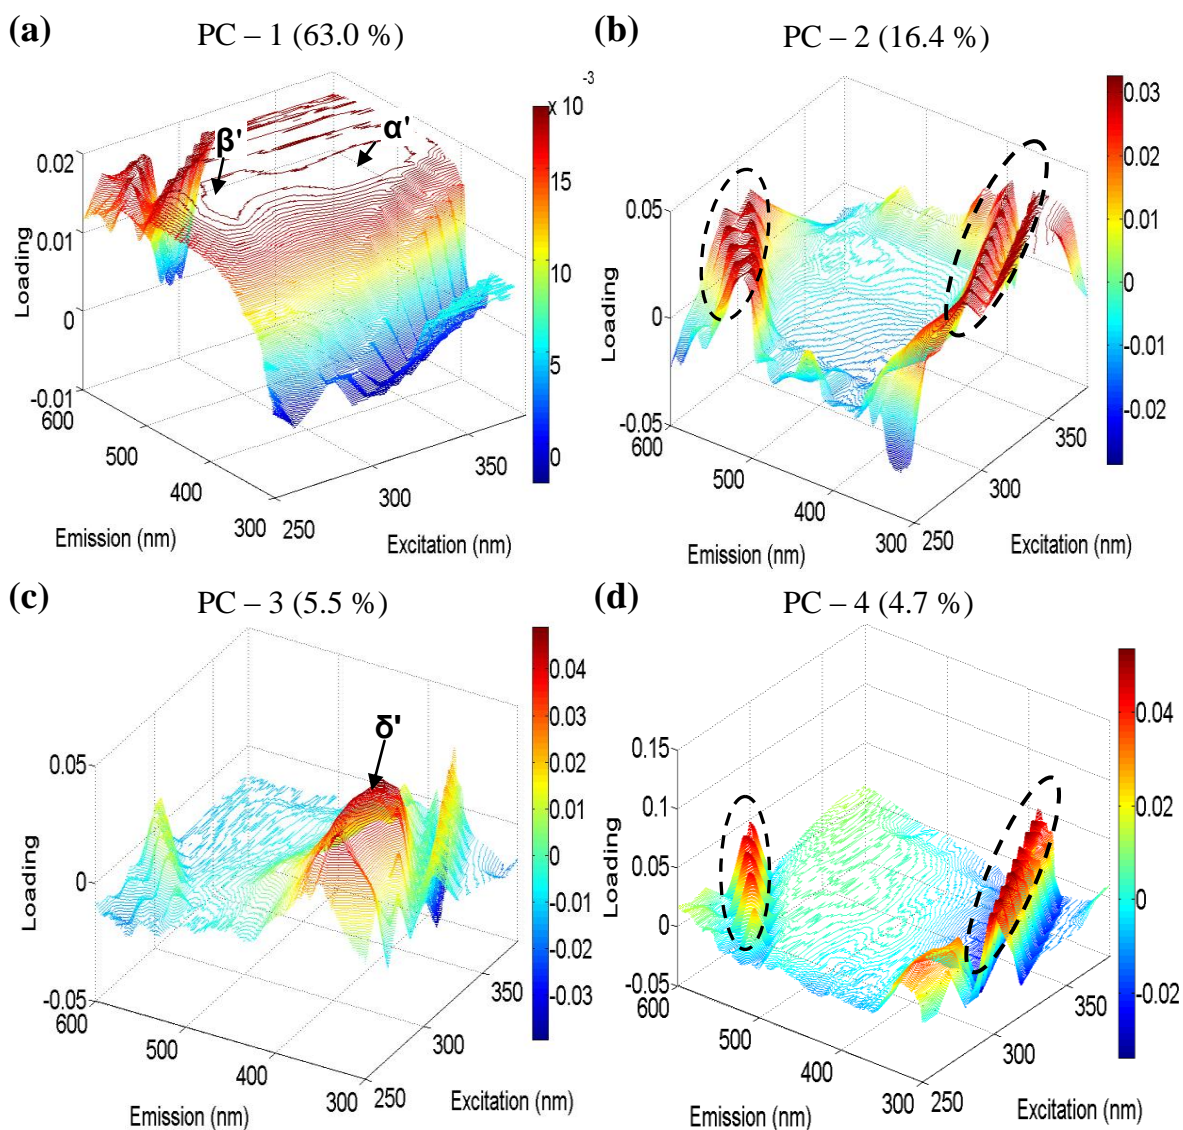 (a)
PC – 1 (63.0 %)
x 10
-3
β'
α'
0.02
0.01
0
-0.01
Loading
600
500
400
300
Emission (nm)
250
300
350
Excitation (nm)
15
10
5
0
(b)
PC – 2 (16.4 %)
0.05
0
-0.05
Loading
600
500
400
300
Emission (nm)
250
300
350
Excitation (nm)
0.03
0.02
0.01
0
-0.01
-0.02
(c)
PC – 3 (5.5 %)
δ'
0.05
0
-0.05
Loading
600
500
400
300
Emission (nm)
250
300
350
Excitation (nm)
0.04
0.03
0.02
0.01
0
-0.01
-0.02
-0.03
(d)
PC – 4 (4.7 %)
0.15
0.1
0.05
0
-0.05
Loading
600
500
400
300
Emission (nm)
250
300
350
Excitation (nm)
0.04
0.02
0
-0.02